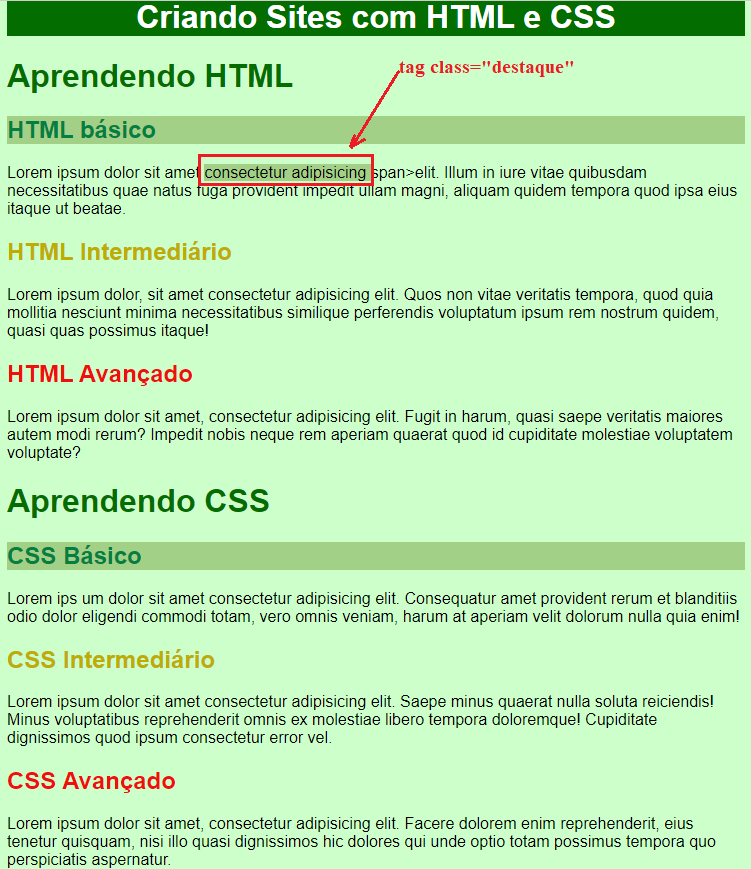 Criando Sites com HTML e CSS
Aprendendo HTML
tag class="destaque"
HTML básico
Lorem ipsum dolor sit amet consectetur adipisicing span>elit. Illum in iure vitae quibusdam
necessitatibus quae natus fuga provident impedit ullam magni, aliquam quidem tempora quod ipsa eius
itaque ut beatae.
HTML Intermediário
Lorem ipsum dolor, sit amet consectetur adipisicing elit. Quos non vitae veritatis tempora, quod quia
mollitia nesciunt minima necessitatibus similique perferendis voluptatum ipsum rem nostrum quidem,
quasi quas possimus itaque!
HTML Avançado
Lorem ipsum dolor sit amet, consectetur adipisicing elit. Fugit in harum, quasi saepe veritatis maiores
autem modi rerum? Impedit nobis neque rem aperiam quaerat quod id cupiditate molestiae voluptatem
voluptate?
Aprendendo CSS
CSS Básico
Lorem ips um dolor sit amet consectetur adipisicing elit. Consequatur amet provident rerum et blanditiis
odio dolor eligendi commodi totam, vero omnis veniam, harum at aperiam velit dolorum nulla quia enim!
CSS Intermediário
Lorem ipsum dolor sit amet consectetur adipisicing elit. Saepe minus quaerat nulla soluta reiciendis!
Minus voluptatibus reprehenderit omnis ex molestiae libero tempora doloremque! Cupiditate
dignissimos quod ipsum consectetur error vel.
CSS Avançado
Lorem ipsum dolor sit amet, consectetur adipisicing elit. Facere dolorem enim reprehenderit, eius
tenetur quisquam, nisi illo quasi dignissimos hic dolores qui unde optio totam possimus tempora quo
perspiciatis aspernatur.